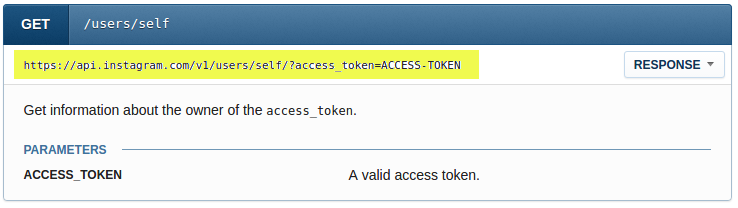 GET /users/self
https://api.instagram.com/v1/users/self/?access_token=ACCESS-TOKEN RESPONSE
Get information about the owner of the access_token.
PARAMETERS
ACCESS_TOKEN A valid access token.